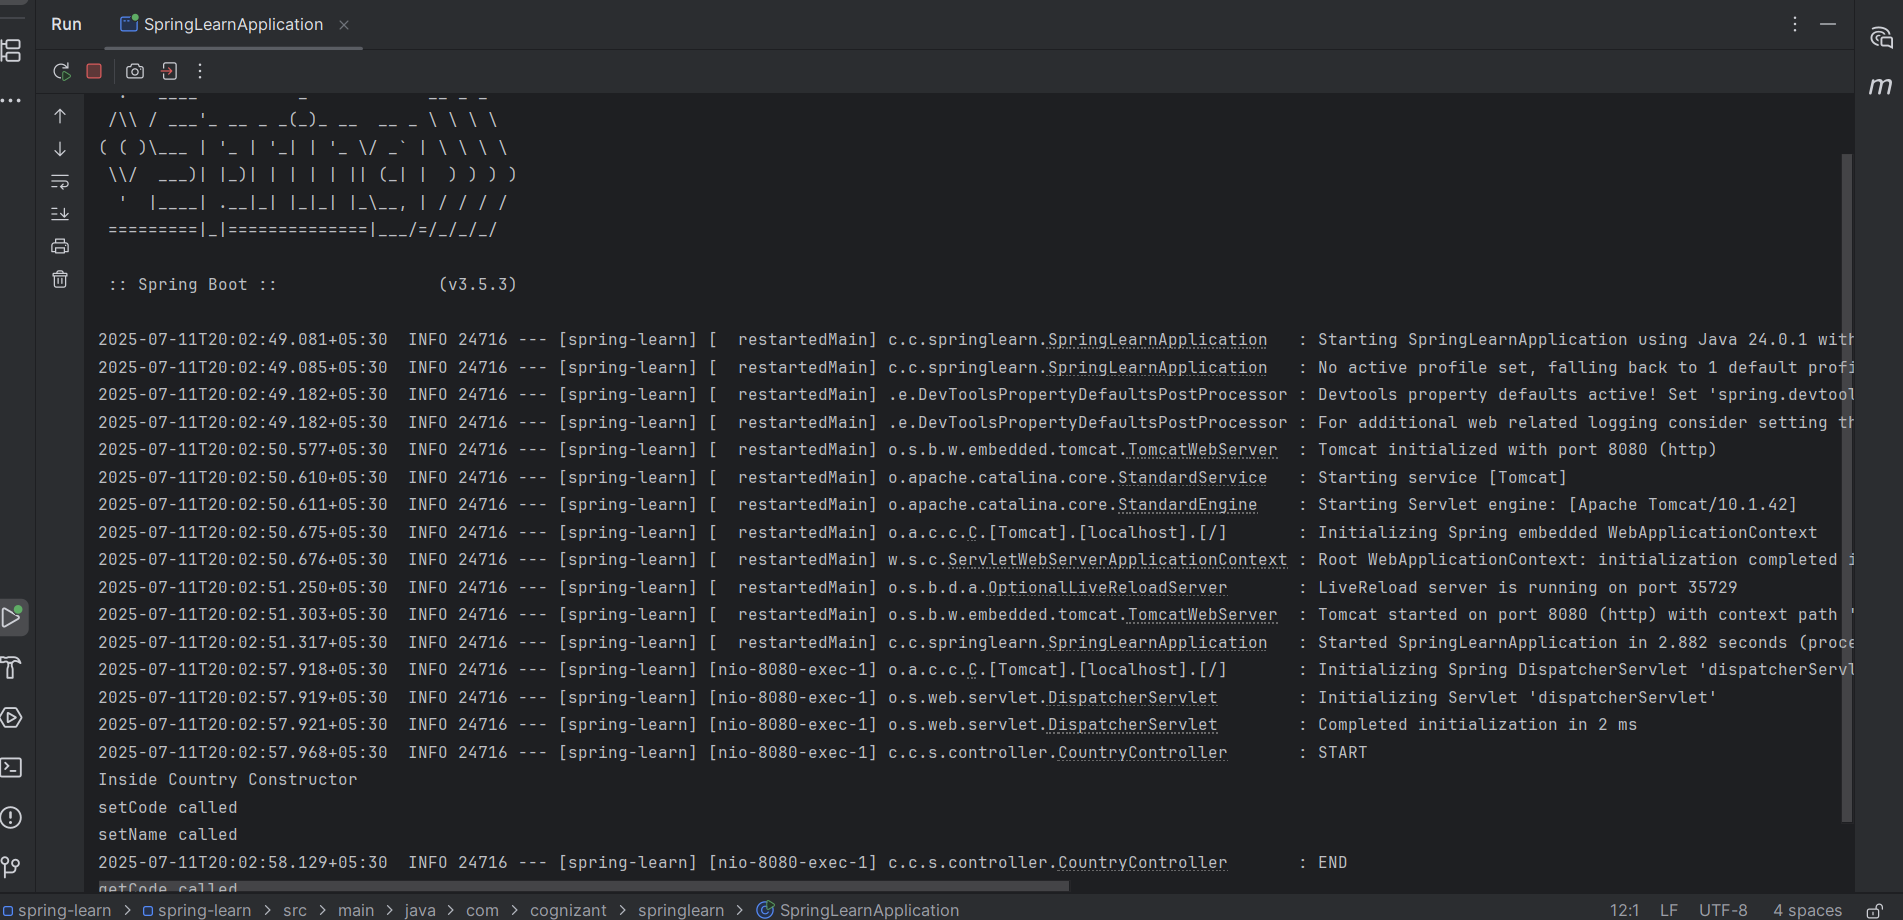 Run SpringLearnApplication
  .   ____          _            __ _ _
 /\\ / ___'_ __ _ _(_)_ __  __ _ \ \ \ \
( ( )\___ | '_ | '_| | '_ \/ _` | \ \ \ \
 \\/  ___)| |_)| | | | | || (_| |  ) ) ) )
  '  |____| .__|_| |_|_| |_\__, | / / / /
 =========|_|==============|___/=/_/_/_/
 :: Spring Boot ::                (v3.5.3)
2025-07-11T20:02:49.081+05:30  INFO 24716 --- [spring-learn] [  restartedMain] c.c.springlearn.SpringLearnApplication   : Starting SpringLearnApplication using Java 24.0.1 with
2025-07-11T20:02:49.085+05:30  INFO 24716 --- [spring-learn] [  restartedMain] c.c.springlearn.SpringLearnApplication   : No active profile set, falling back to 1 default profi
2025-07-11T20:02:49.182+05:30  INFO 24716 --- [spring-learn] [  restartedMain] .e.DevToolsPropertyDefaultsPostProcessor : Devtools property defaults active! Set 'spring.devtool
2025-07-11T20:02:49.182+05:30  INFO 24716 --- [spring-learn] [  restartedMain] .e.DevToolsPropertyDefaultsPostProcessor : For additional web related logging consider setting th
2025-07-11T20:02:50.577+05:30  INFO 24716 --- [spring-learn] [  restartedMain] o.s.b.w.embedded.tomcat.TomcatWebServer  : Tomcat initialized with port 8080 (http)
2025-07-11T20:02:50.610+05:30  INFO 24716 --- [spring-learn] [  restartedMain] o.apache.catalina.core.StandardService   : Starting service [Tomcat]
2025-07-11T20:02:50.611+05:30  INFO 24716 --- [spring-learn] [  restartedMain] o.apache.catalina.core.StandardEngine    : Starting Servlet engine: [Apache Tomcat/10.1.42]
2025-07-11T20:02:50.675+05:30  INFO 24716 --- [spring-learn] [  restartedMain] o.a.c.c.C.[Tomcat].[localhost].[/]       : Initializing Spring embedded WebApplicationContext
2025-07-11T20:02:50.676+05:30  INFO 24716 --- [spring-learn] [  restartedMain] w.s.c.ServletWebServerApplicationContext : Root WebApplicationContext: initialization completed i
2025-07-11T20:02:51.250+05:30  INFO 24716 --- [spring-learn] [  restartedMain] o.s.b.d.a.OptionalLiveReloadServer       : LiveReload server is running on port 35729
2025-07-11T20:02:51.303+05:30  INFO 24716 --- [spring-learn] [  restartedMain] o.s.b.w.embedded.tomcat.TomcatWebServer  : Tomcat started on port 8080 (http) with context path '
2025-07-11T20:02:51.317+05:30  INFO 24716 --- [spring-learn] [  restartedMain] c.c.springlearn.SpringLearnApplication   : Started SpringLearnApplication in 2.882 seconds (proce
2025-07-11T20:02:57.918+05:30  INFO 24716 --- [spring-learn] [nio-8080-exec-1] o.a.c.c.C.[Tomcat].[localhost].[/]       : Initializing Spring DispatcherServlet 'dispatcherServl
2025-07-11T20:02:57.919+05:30  INFO 24716 --- [spring-learn] [nio-8080-exec-1] o.s.web.servlet.DispatcherServlet        : Initializing Servlet 'dispatcherServlet'
2025-07-11T20:02:57.921+05:30  INFO 24716 --- [spring-learn] [nio-8080-exec-1] o.s.web.servlet.DispatcherServlet        : Completed initialization in 2 ms
2025-07-11T20:02:57.968+05:30  INFO 24716 --- [spring-learn] [nio-8080-exec-1] c.c.s.controller.CountryController       : START
Inside Country Constructor
setCode called
setName called
2025-07-11T20:02:58.129+05:30  INFO 24716 --- [spring-learn] [nio-8080-exec-1] c.c.s.controller.CountryController       : END
getCode called
spring-learn > spring-learn > src > main > java > com > cognizant > springlearn > SpringLearnApplication 12:1 LF UTF-8 4 spaces